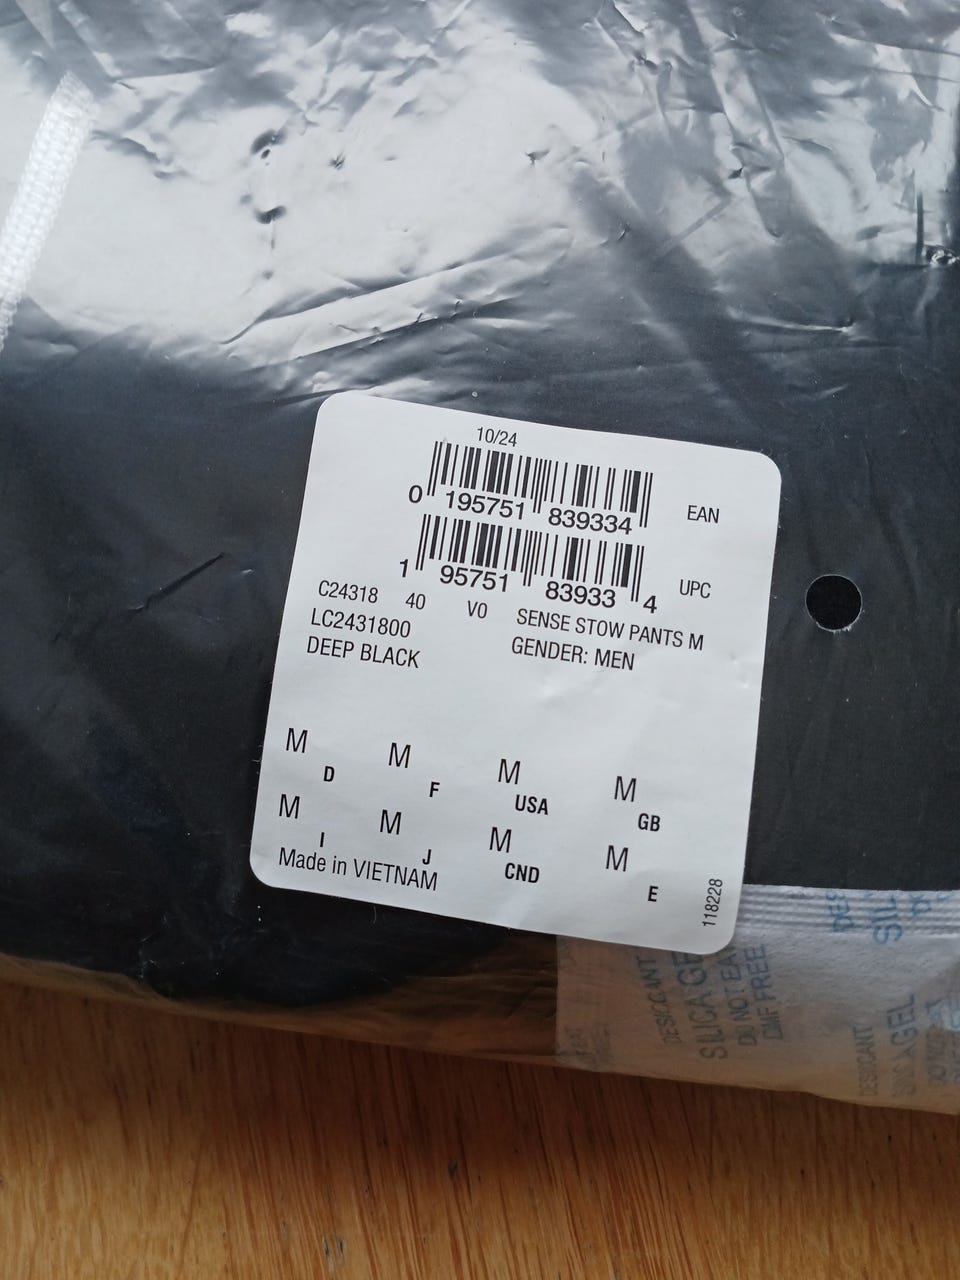 10/24
0 195751 839334 EAN
1 95751 83933 4 UPC
C24318 40 V0 SENSE STOW PANTS M
LC2431800 GENDER: MEN
DEEP BLACK
M D M F M USA M GB
M I M J M CND M E
Made in VIETNAM
118228
DESICCANT
SILICA GEL
DO NOT EAT
DMF FREE
DESICCANT